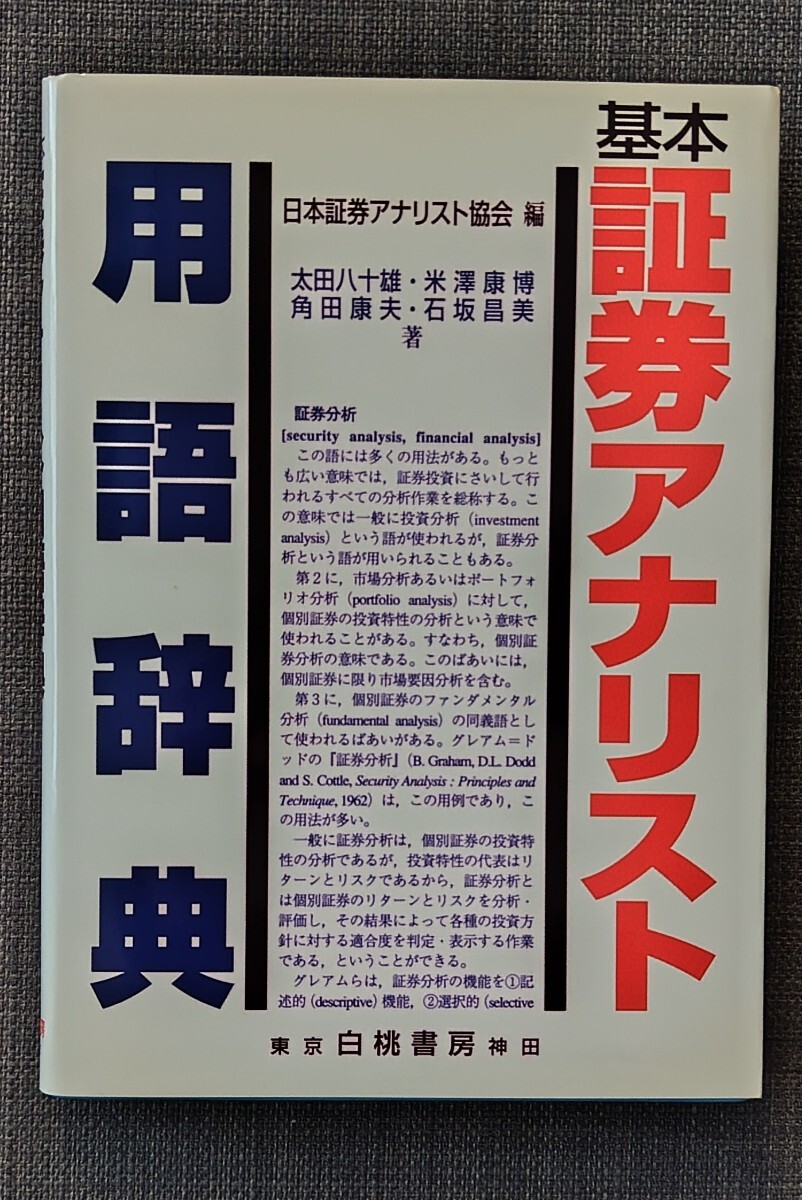 基本
証券アナリスト
用語辞典
日本証券アナリスト協会 編
太田八十雄・米澤康博
角田康夫・石坂昌美
著
証券分析
[security analysis, financial analysis]
この語には多くの用法がある。もっと
も広い意味では，証券投資にさいして行
われるすべての分析作業を総称する。こ
の意味では一般に投資分析（investment
analysis）という語が使われるが，証券分
析という語が用いられることもある。
第2に，市場分析あるいはポートフォ
リオ分析（portfolio analysis）に対して，
個別証券の投資特性の分析という意味で
使われることがある。すなわち，個別証
券分析の意味である。このばあいには，
個別証券に限り市場要因分析を含む。
第3に，個別証券のファンダメンタル
分析（fundamental analysis）の同義語とし
て使われるばあいがある。グレアム＝ド
ッドの『証券分析』（B. Graham, D.L. Dodd
and S. Cottle, Security Analysis : Principles and
Technique, 1962）は，この用例であり，こ
の用法が多い。
一般に証券分析は，個別証券の投資特
性の分析であるが，投資特性の代表はリ
ターンとリスクであるから，証券分析と
は個別証券のリターンとリスクを分析・
評価し，その結果によって各種の投資方
針に対する適合度を判定・表示する作業
である，ということができる。
グレアムらは，証券分析の機能を①記
述的（descriptive）機能，②選択的（selective
東京 白桃書房 神田